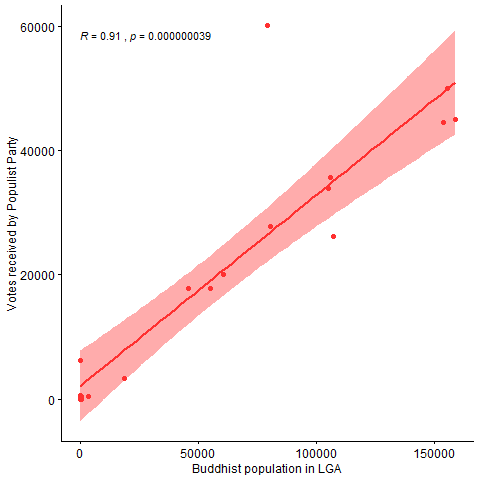 R = 0.91 , p = 0.000000039
60000
40000
20000
0
Votes received by Populist Party
0 50000 100000 150000
Buddhist population in LGA